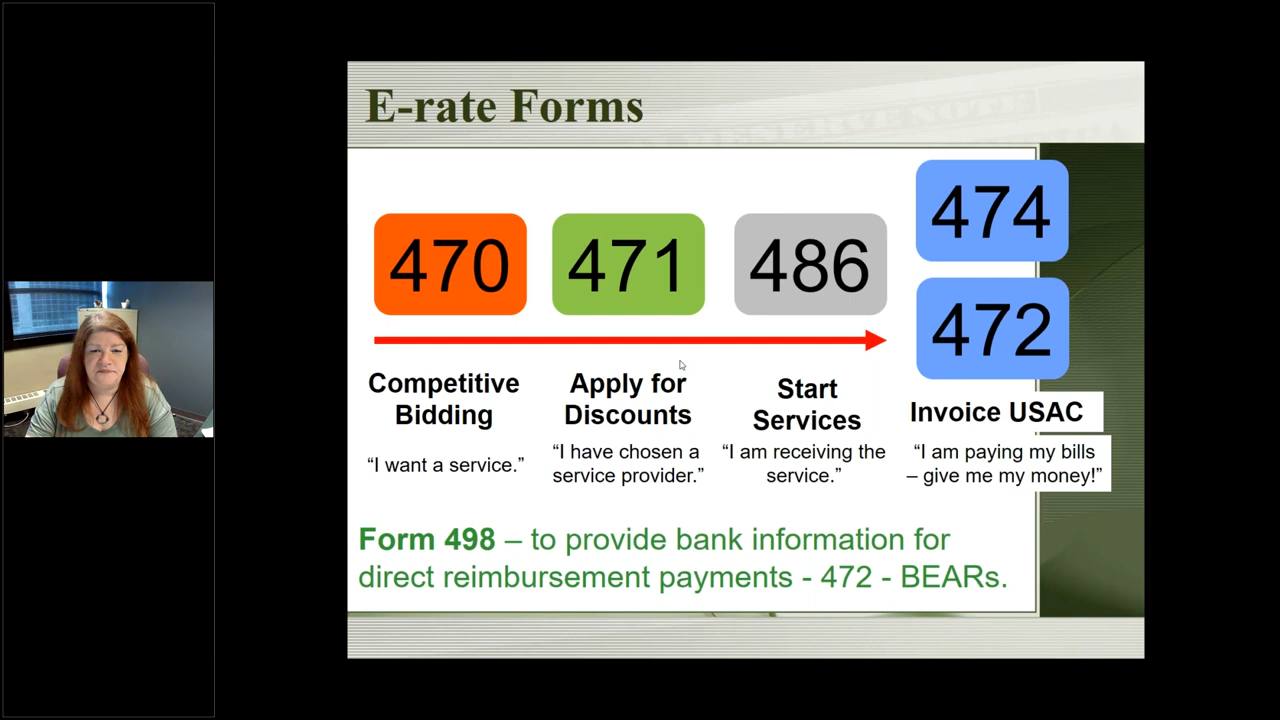 E-rate Forms
470
471
486
474
472
Competitive
Bidding
"I want a service."
Apply for
Discounts
"I have chosen a
service provider."
Start
Services
"I am receiving the
service."
Invoice USAC
"I am paying my bills
– give me my money!"
Form 498 – to provide bank information for
direct reimbursement payments - 472 - BEARs.